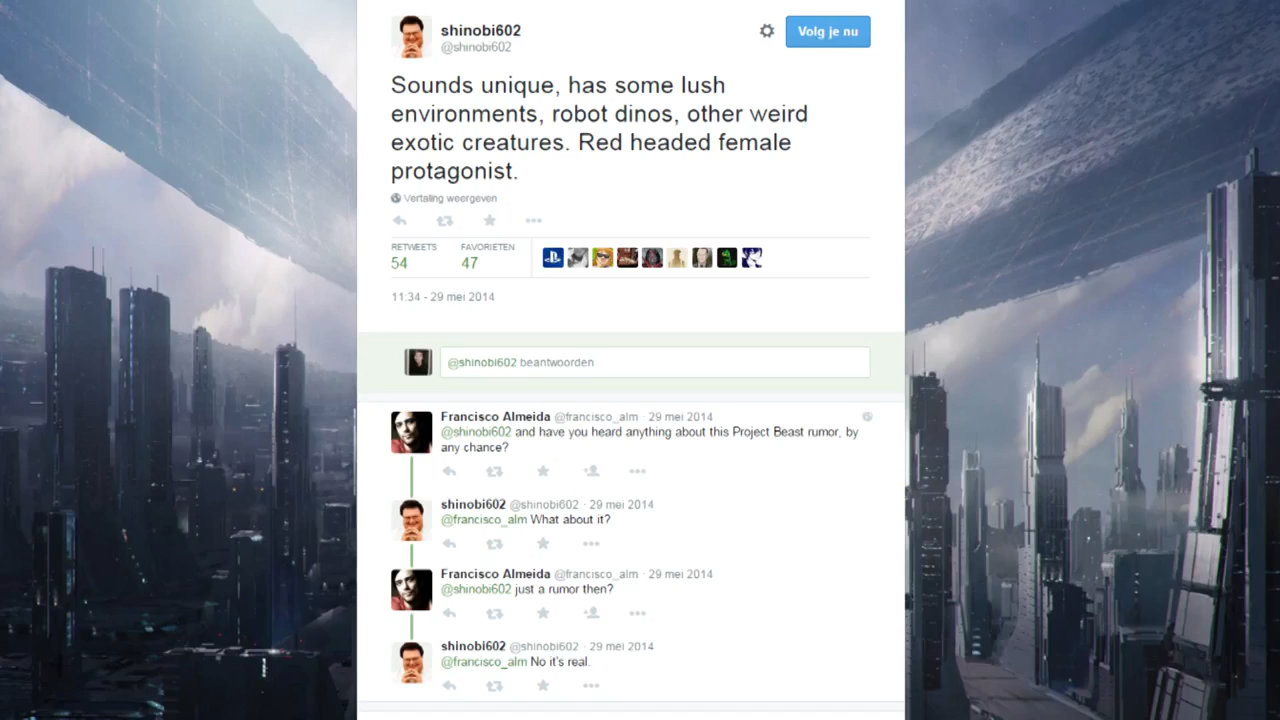 shinobi602
@shinobi602
Volg je nu
Sounds unique, has some lush
environments, robot dinos, other weird
exotic creatures. Red headed female
protagonist.
Vertaling weergeven
RETWEETS FAVORIETEN
54 47
11:34 - 29 mei 2014
@shinobi602 beantwoorden
Francisco Almeida @francisco_alm · 29 mei 2014
@shinobi602 and have you heard anything about this Project Beast rumor, by
any chance?
shinobi602 @shinobi602 · 29 mei 2014
@francisco_alm What about it?
Francisco Almeida @francisco_alm · 29 mei 2014
@shinobi602 just a rumor then?
shinobi602 @shinobi602 · 29 mei 2014
@francisco_alm No it's real.